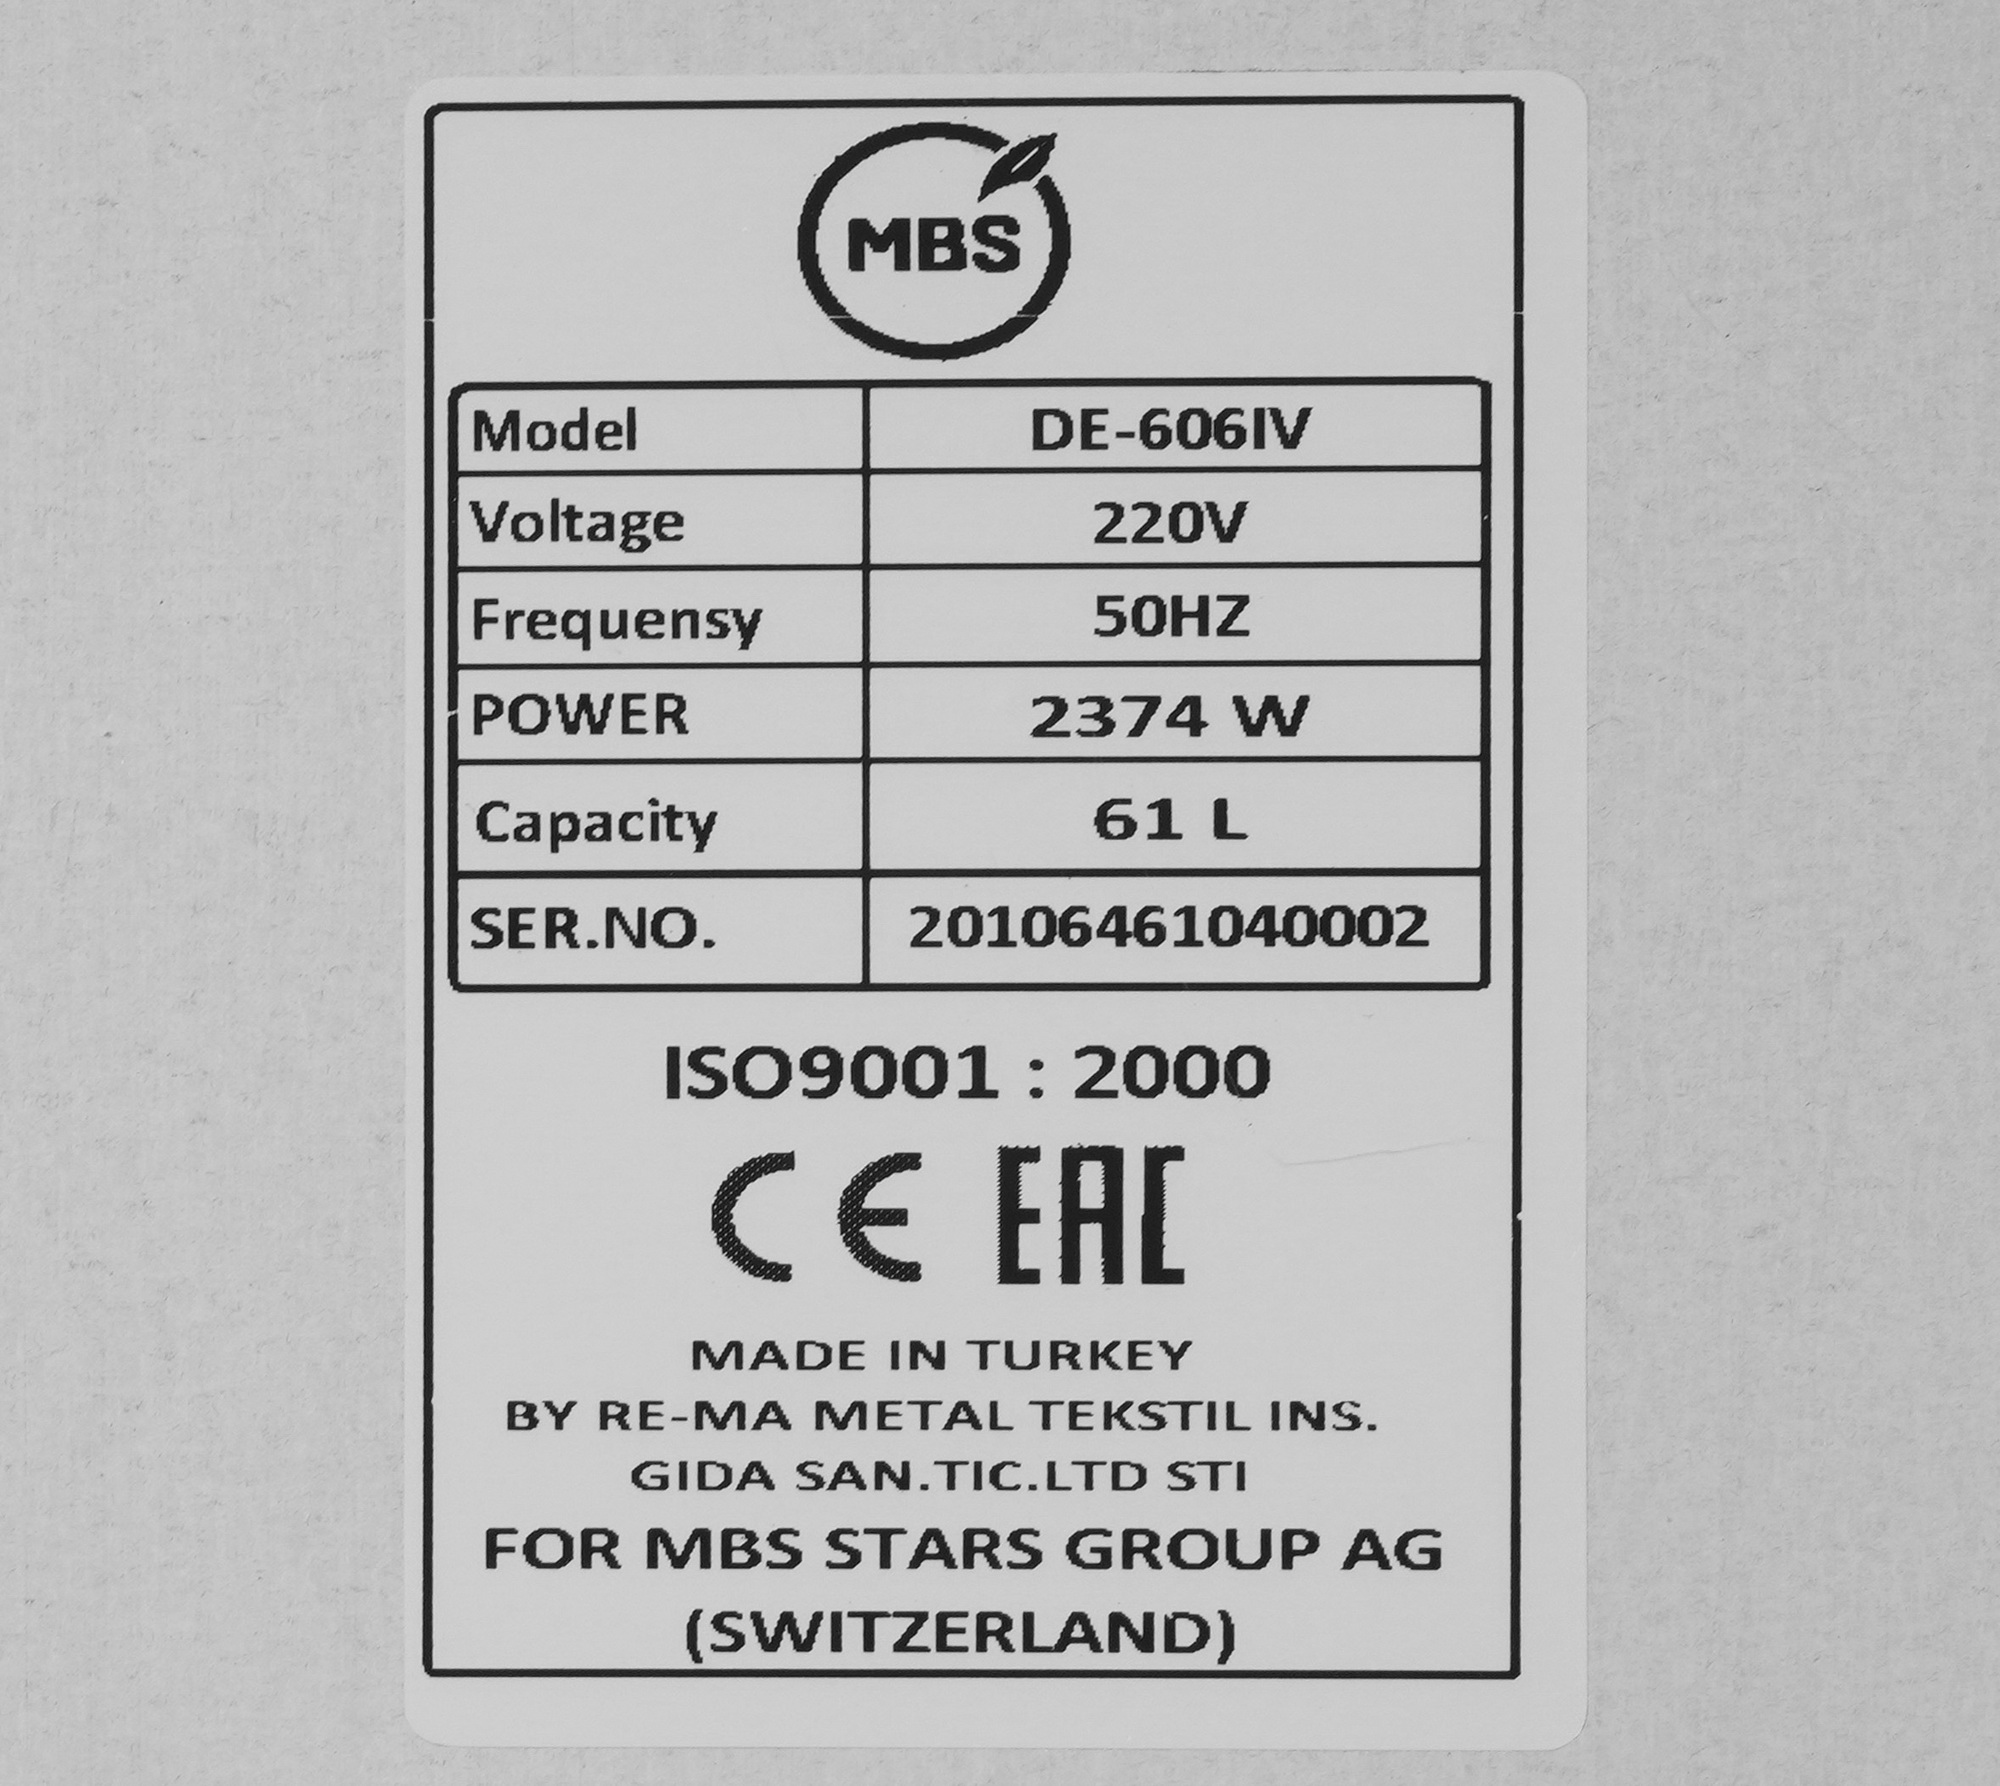 MBS
Model DE-606IV
Voltage 220V
Frequensy 50HZ
POWER 2374 W
Capacity 61 L
SER.NO. 20106461040002
ISO9001 : 2000
CE EAC
MADE IN TURKEY
BY RE-MA METAL TEKSTIL INS.
GIDA SAN.TIC.LTD STI
FOR MBS STARS GROUP AG
(SWITZERLAND)